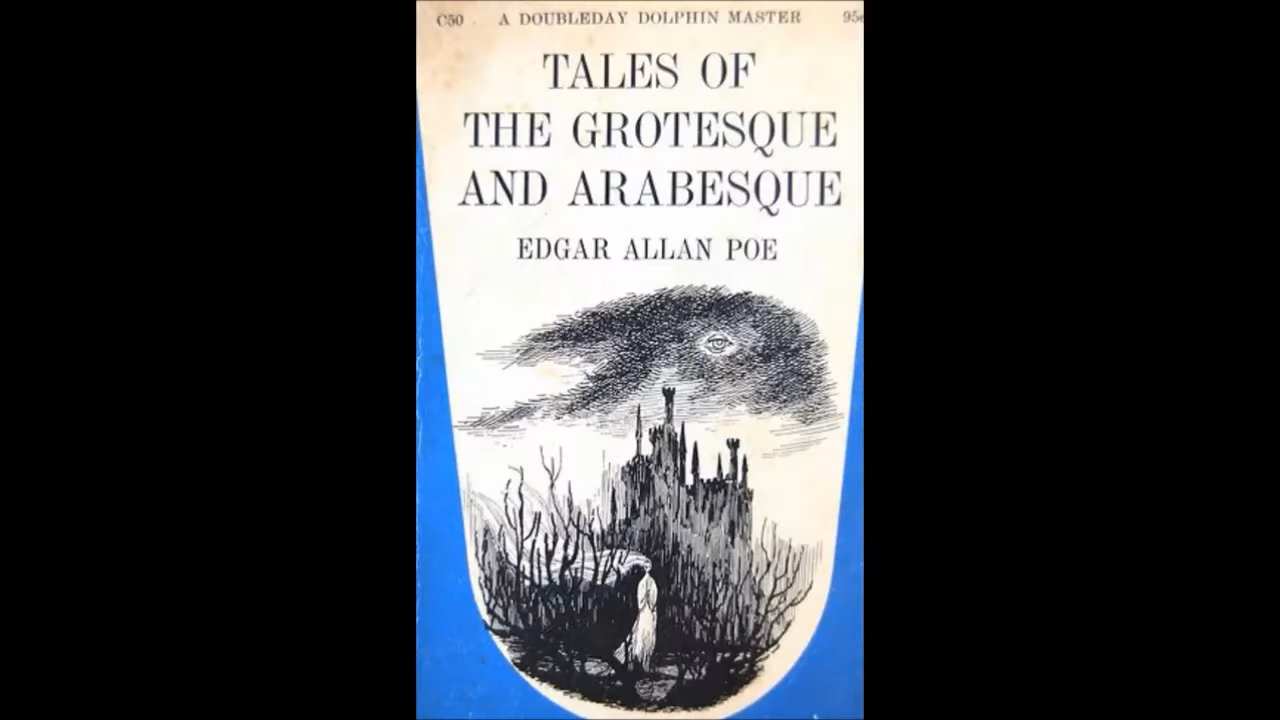 C50 A DOUBLEDAY DOLPHIN MASTER 95¢
TALES OF
THE GROTESQUE
AND ARABESQUE
EDGAR ALLAN POE